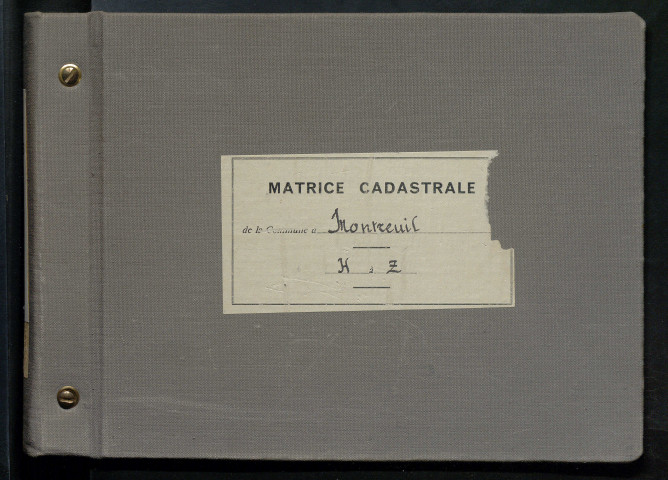 MATRICE CADASTRALE
de la Commune d Montreuil
H à Z